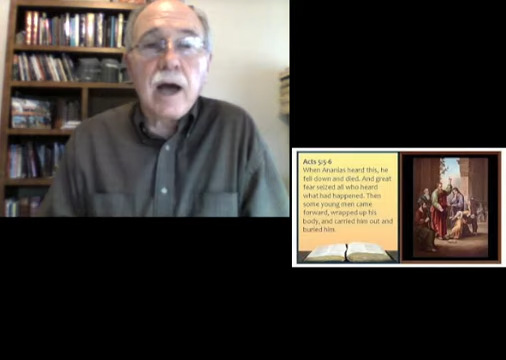 Acts 5:5-6
When Ananias heard this, he
fell down and died. And great
fear seized all who heard
what had happened. Then
some young men came
forward, wrapped up his
body, and carried him out and
buried him.